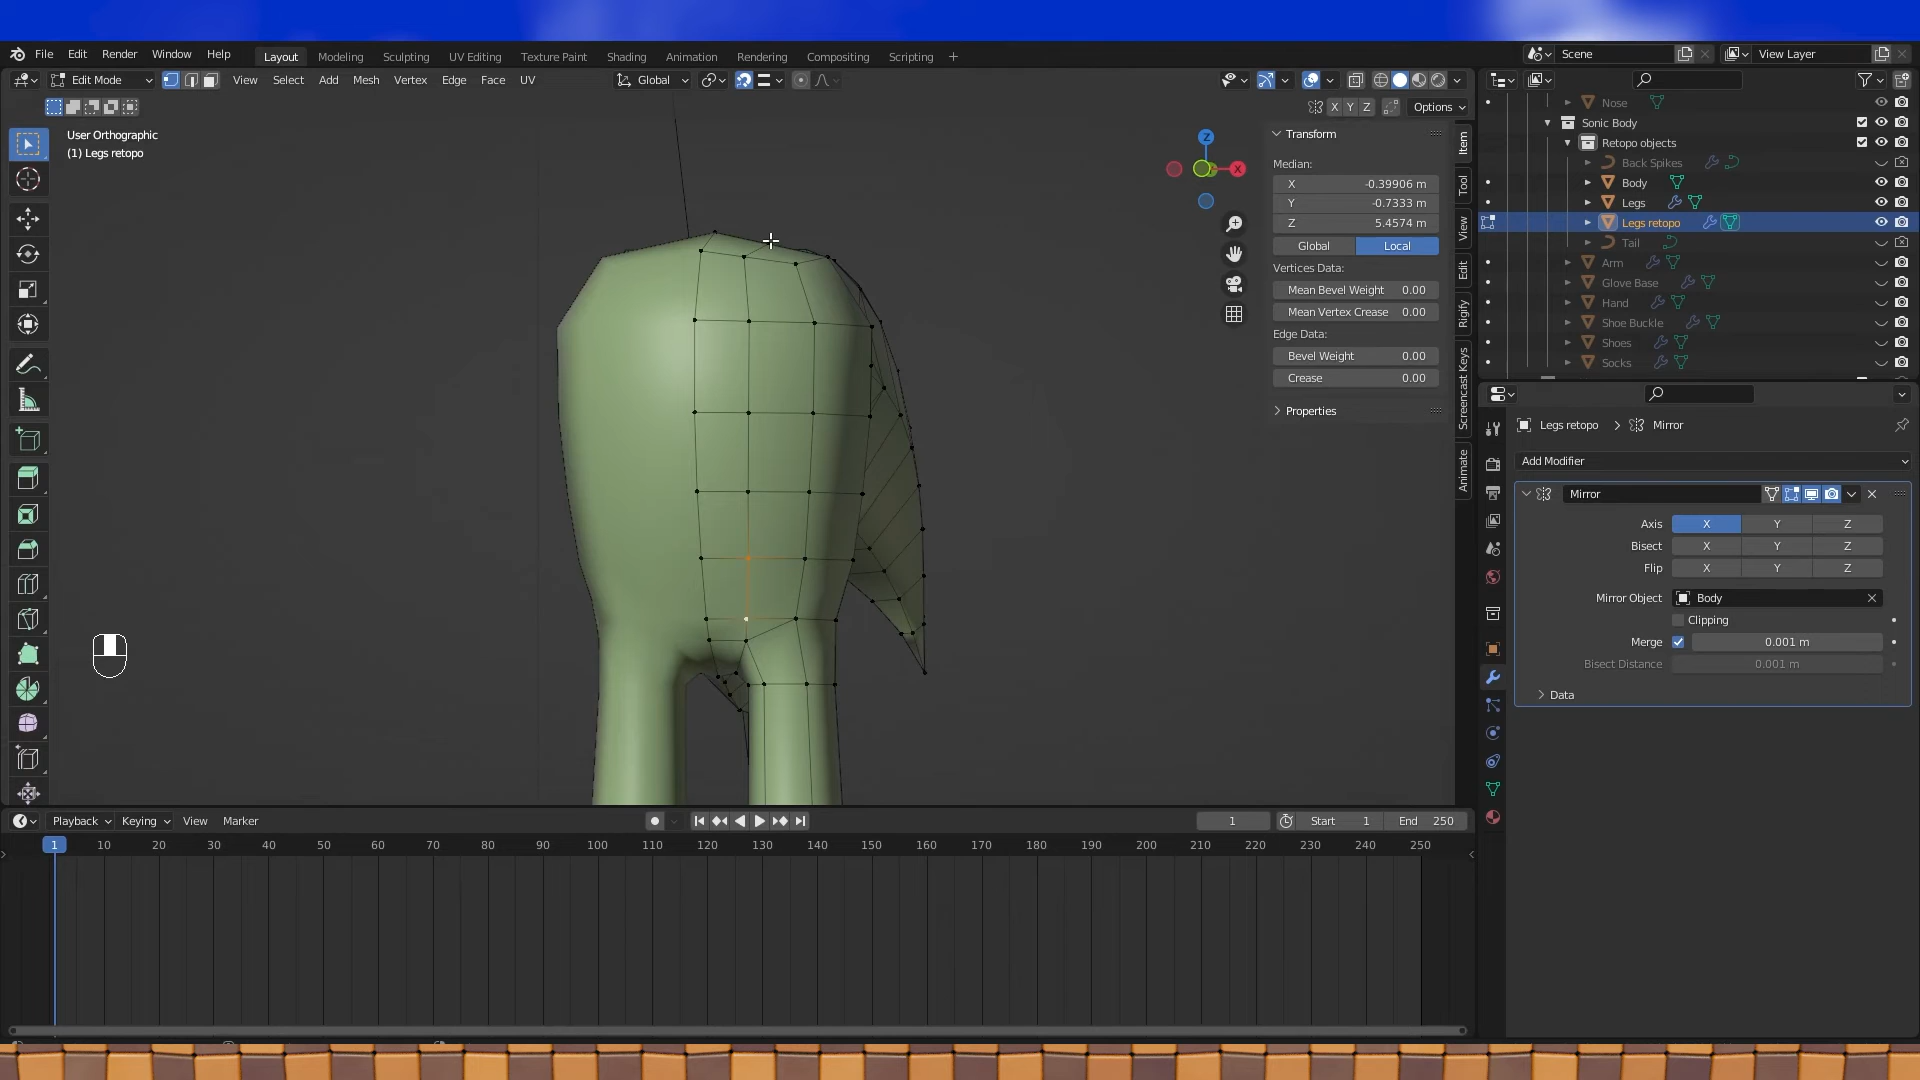 File Edit Render Window Help Layout Modeling Sculpting UV Editing Texture Paint Shading Animation Rendering Compositing Scripting + Scene View Layer
Edit Mode View Select Add Mesh Vertex Edge Face UV Global
X Y Z Options
User Orthographic
(1) Legs retopo
Z
X
Transform
Median:
X -0.39906 m
Y -0.7333 m
Z 5.4574 m
Global Local
Vertices Data:
Mean Bevel Weight 0.00
Mean Vertex Crease 0.00
Edge Data:
Bevel Weight 0.00
Crease 0.00
Properties
Item
Tool
View
Edit
Rigify
Screencast Keys
Animate
Nose
Sonic Body
Retopo objects
Back Spikes
Body
Legs
Legs retopo
Tail
Arm
Glove Base
Hand
Shoe Buckle
Shoes
Socks
Legs retopo Mirror
Add Modifier
Mirror
Axis X Y Z
Bisect X Y Z
Flip X Y Z
Mirror Object Body
Clipping
Merge 0.001 m
Bisect Distance 0.001 m
Data
Playback Keying View Marker 1 Start 1 End 250
1 10 20 30 40 50 60 70 80 90 100 110 120 130 140 150 160 170 180 190 200 210 220 230 240 250